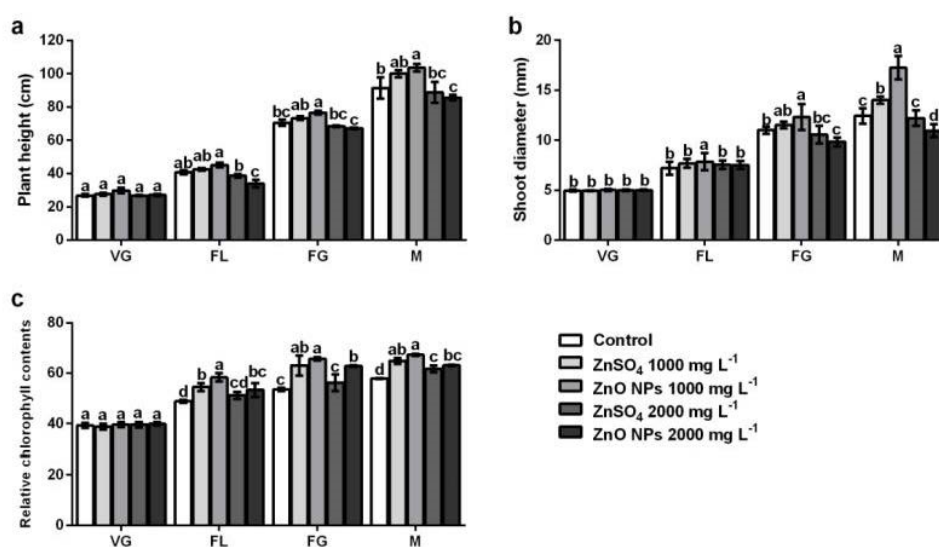 a
120
100
80
60
40
20
0
Plant height (cm)
a a a a a
ab ab a b c
bc ab a bc c
b ab a bc c
VG FL FG M
b
20
15
10
5
0
Shoot diameter (mm)
b b b b b
b b a b b
b ab a bc c
c b a c d
VG FL FG M
c
80
60
40
20
0
Relative chlorophyll contents
a a a a a
d b a cd bc
c ab a b b
d ab a c bc
VG FL FG M
Control
ZnSO₄ 1000 mg L⁻¹
ZnO NPs 1000 mg L⁻¹
ZnSO₄ 2000 mg L⁻¹
ZnO NPs 2000 mg L⁻¹